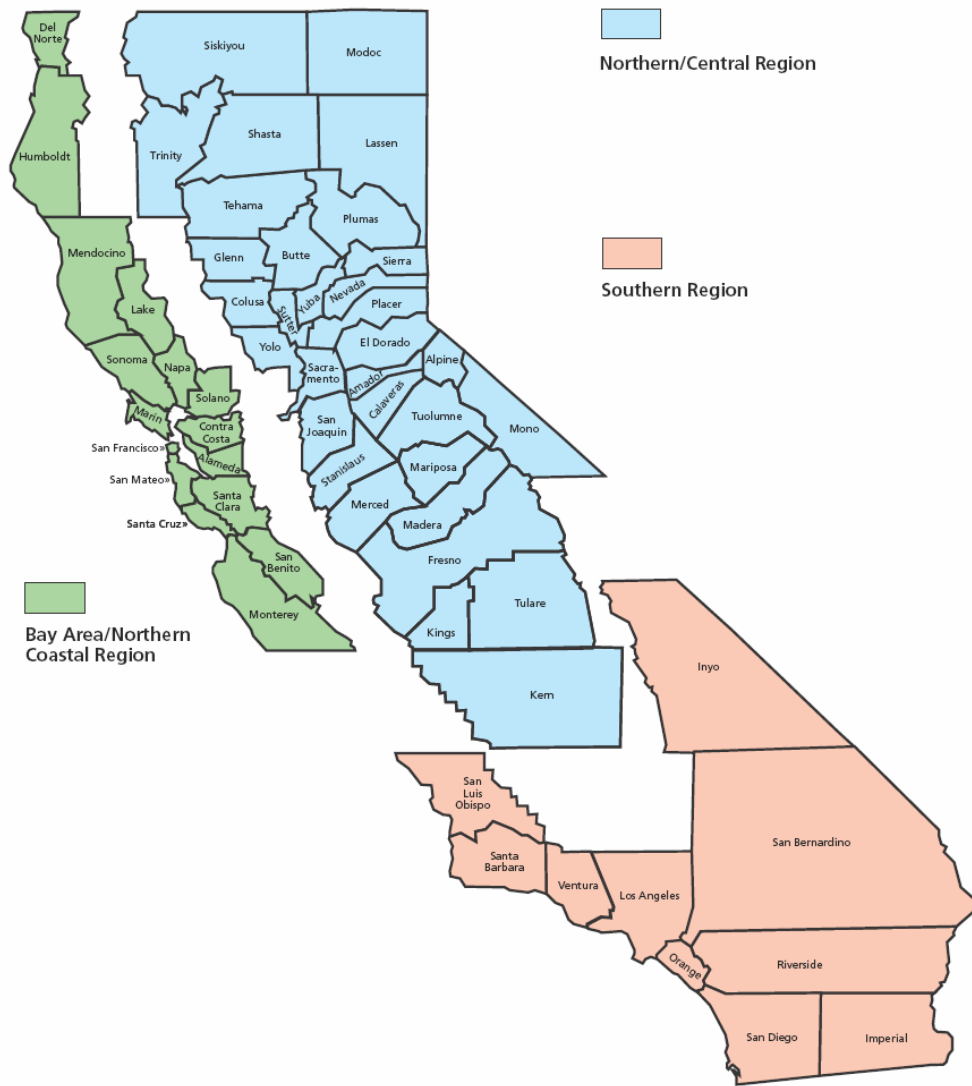 Del
Norte
Siskiyou
Modoc
Northern/Central Region
Humboldt
Trinity
Shasta
Lassen
Tehama
Plumas
Mendocino
Glenn
Butte
Sierra
Southern Region
Colusa
Sutter
Yuba
Nevada
Placer
Lake
Yolo
El Dorado
Sonoma
Napa
Sacra-
mento
Amador
Alpine
Solano
Calaveras
Marin
Contra
Costa
San
Joaquin
Tuolumne
Mono
San Francisco»
Alameda
Stanislaus
Mariposa
San Mateo»
Santa
Clara
Merced
Santa Cruz»
Madera
San
Benito
Fresno
Monterey
Tulare
Kings
Bay Area/Northern
Coastal Region
Inyo
Kern
San
Luis
Obispo
San Bernardino
Santa
Barbara
Ventura
Los Angeles
Orange
Riverside
San Diego
Imperial